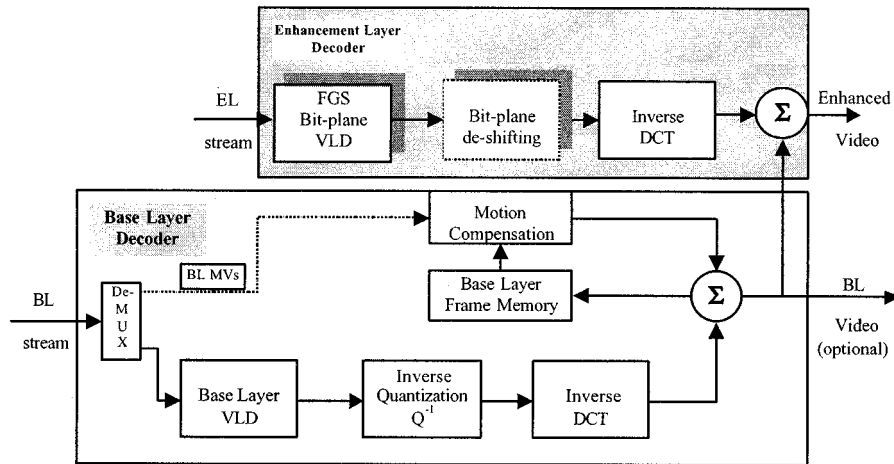 Enhancement Layer
Decoder
EL
stream
FGS
Bit-plane
VLD
Bit-plane
de-shifting
Inverse
DCT
Σ
Enhanced
Video
Base Layer
Decoder
BL MVs
Motion
Compensation
Base Layer
Frame Memory
Σ
BL
stream
De-
M
U
X
BL
Video
(optional)
Base Layer
VLD
Inverse
Quantization
Q⁻¹
Inverse
DCT